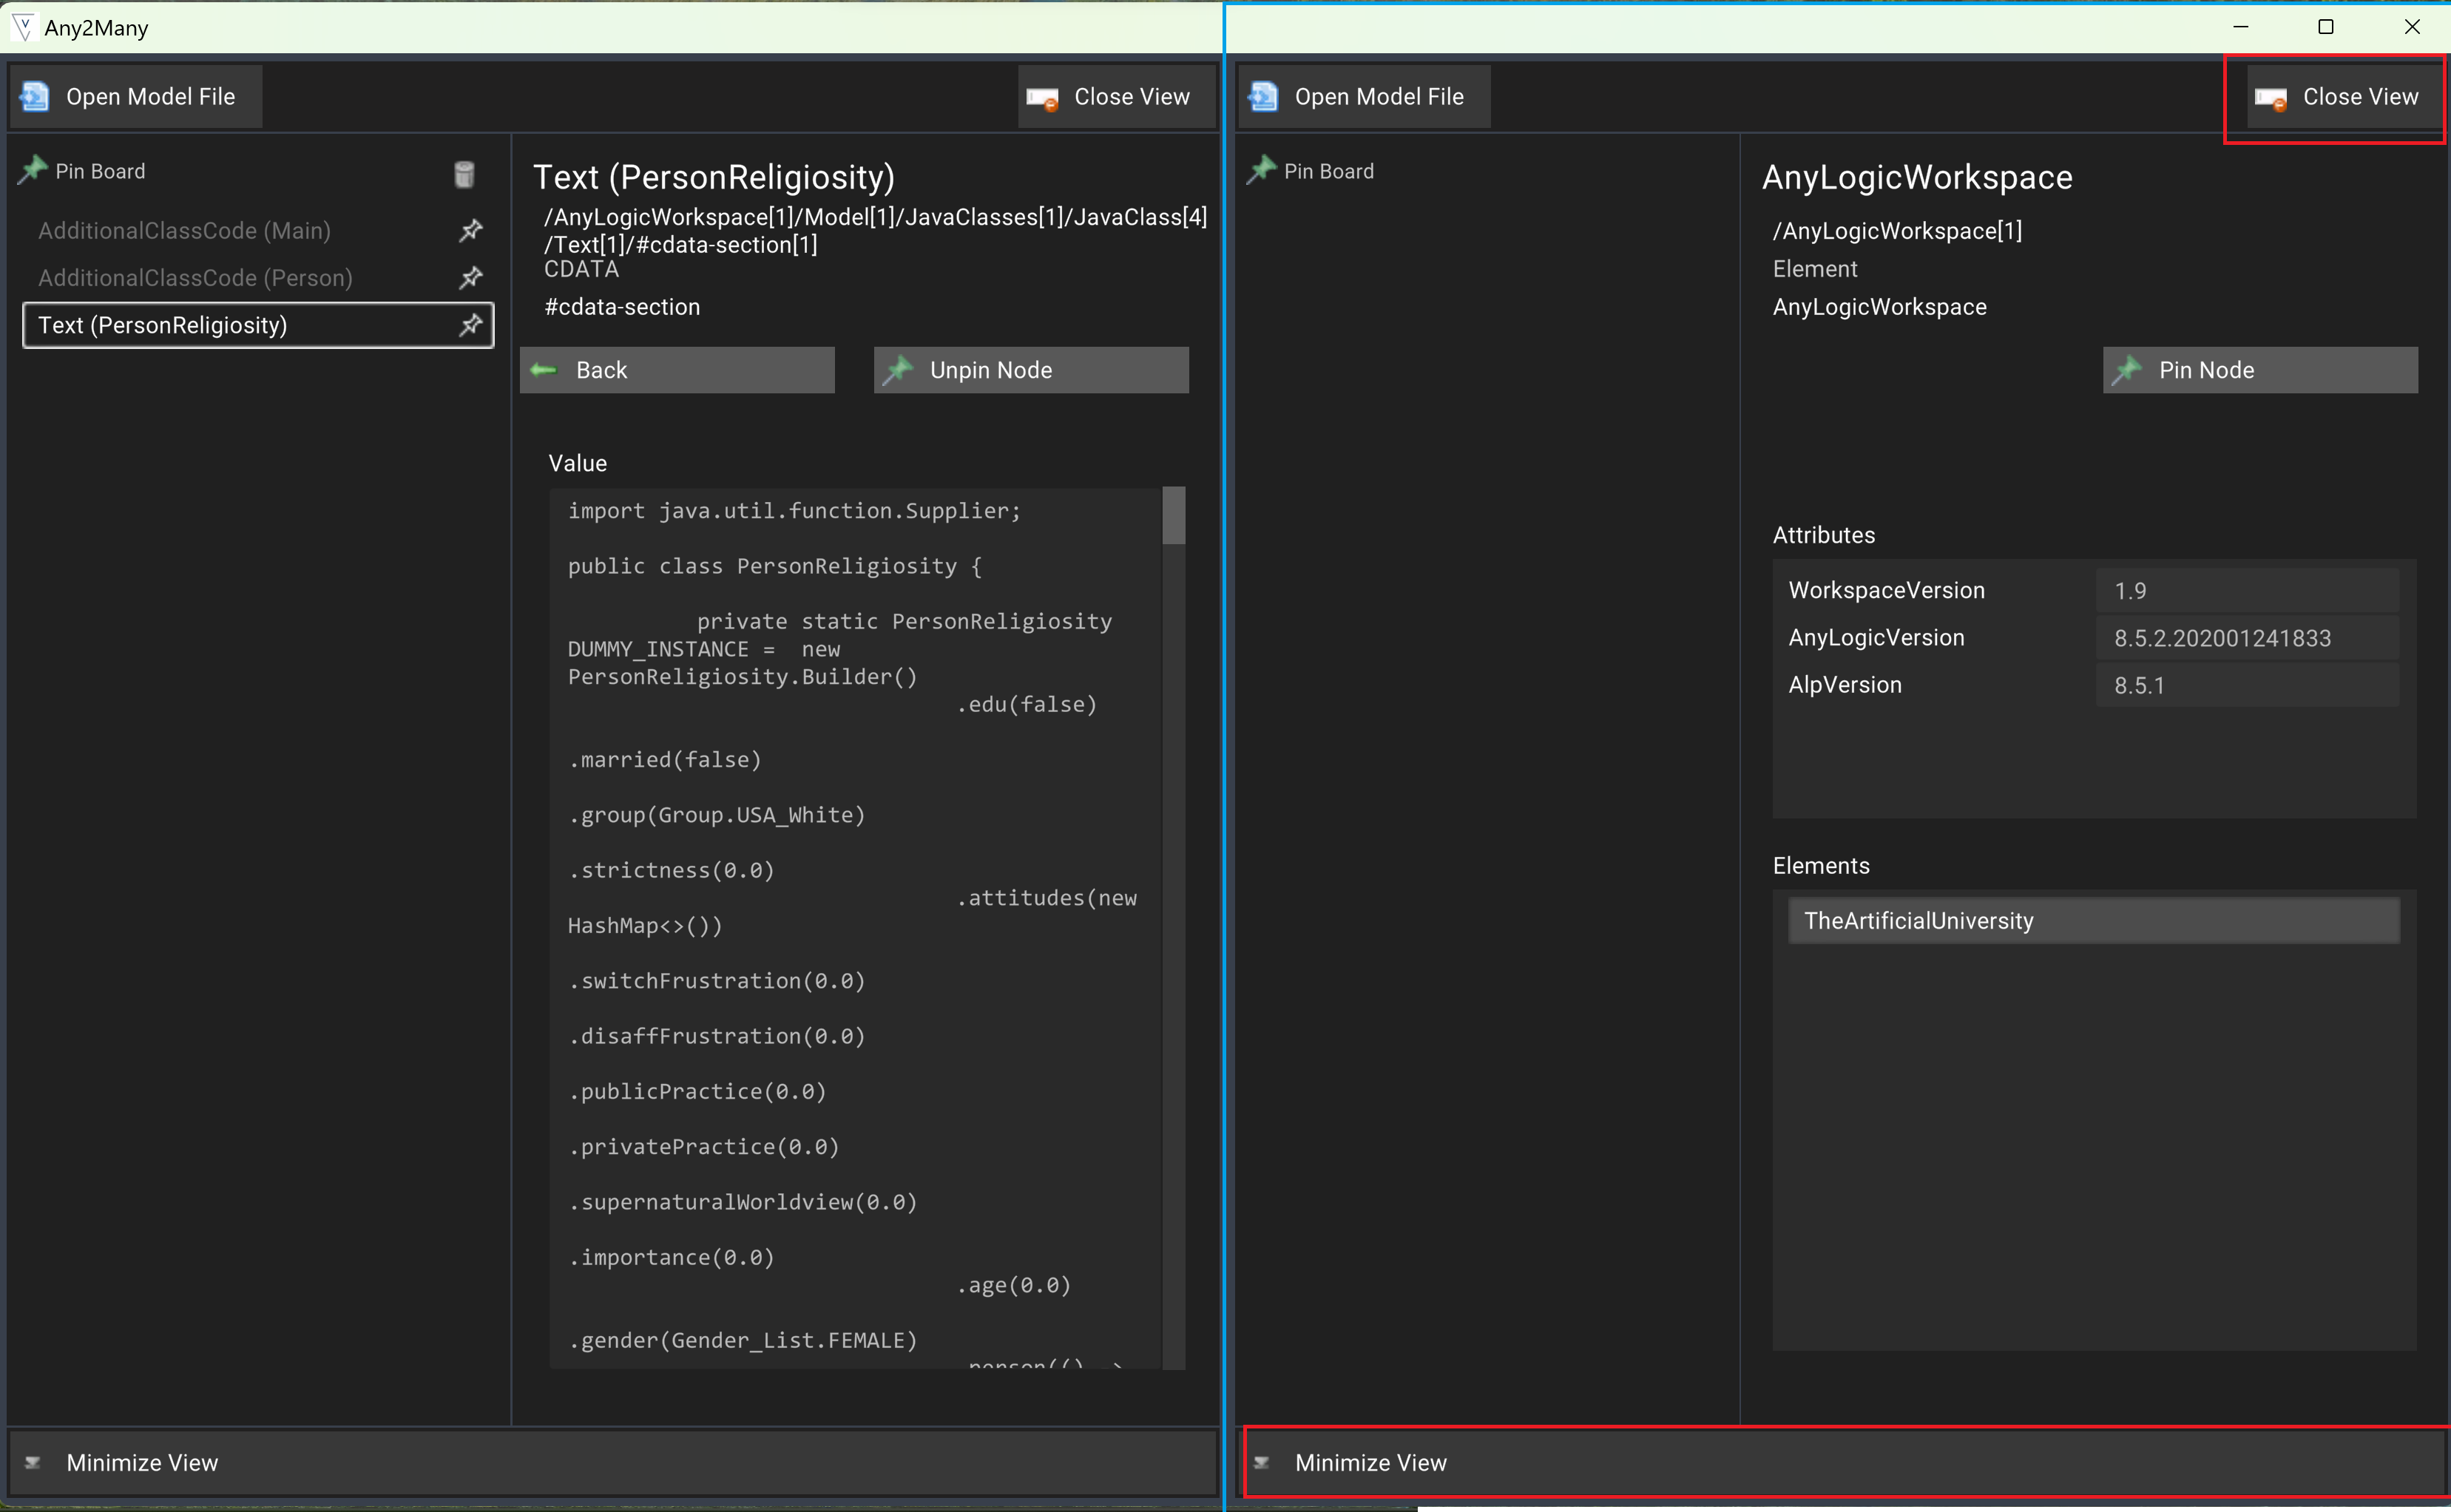 Any2Many
Open Model File
Close View
Pin Board
AdditionalClassCode (Main)
AdditionalClassCode (Person)
Text (PersonReligiosity)
Text (PersonReligiosity)
/AnyLogicWorkspace[1]/Model[1]/JavaClasses[1]/JavaClass[4]
/Text[1]/#cdata-section[1]
CDATA
#cdata-section
Back
Unpin Node
Value
import java.util.function.Supplier;
public class PersonReligiosity {
private static PersonReligiosity
DUMMY_INSTANCE =  new
PersonReligiosity.Builder()
.edu(false)
.married(false)
.group(Group.USA_White)
.strictness(0.0)
.attitudes(new
HashMap<>())
.switchFrustration(0.0)
.disaffFrustration(0.0)
.publicPractice(0.0)
.privatePractice(0.0)
.supernaturalWorldview(0.0)
.importance(0.0)
.age(0.0)
.gender(Gender_List.FEMALE)
Minimize View
Open Model File
Close View
Pin Board
AnyLogicWorkspace
/AnyLogicWorkspace[1]
Element
AnyLogicWorkspace
Pin Node
Attributes
WorkspaceVersion 1.9
AnyLogicVersion 8.5.2.202001241833
AlpVersion 8.5.1
Elements
TheArtificialUniversity
Minimize View